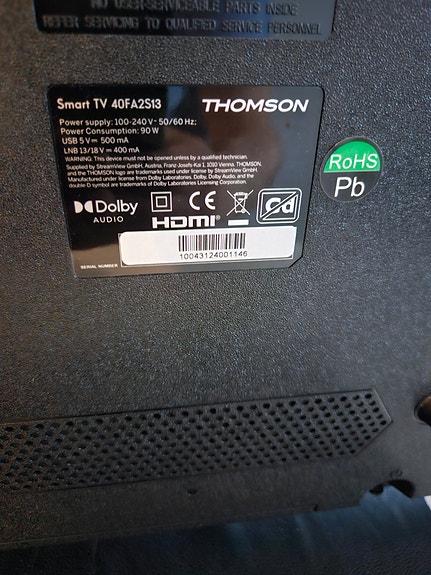 NO USER-SERVICEABLE PARTS INSIDE
REFER SERVICING TO QUALIFIED SERVICE PERSONNEL
Smart TV 40FA2S13 THOMSON
Power supply: 100-240 V~ 50/60 Hz;
Power Consumption: 90 W
USB 5 V⎓ 500 mA
LNB 13/18 V⎓ 400 mA
WARNING: This device must not be opened unless by a qualified technician.
Supplied by StreamView GmbH, Austria, Franz-Josefs-Kai 1, 1010 Vienna. THOMSON,
and the THOMSON logo are trademarks used under license by StreamView GmbH.
Manufactured under license from Dolby Laboratories. Dolby, Dolby Audio, and the
double-D symbol are trademarks of Dolby Laboratories Licensing Corporation.
Dolby
AUDIO
CE
Cd
HDMI®
SERIAL NUMBER
10043124001146
RoHS
Pb